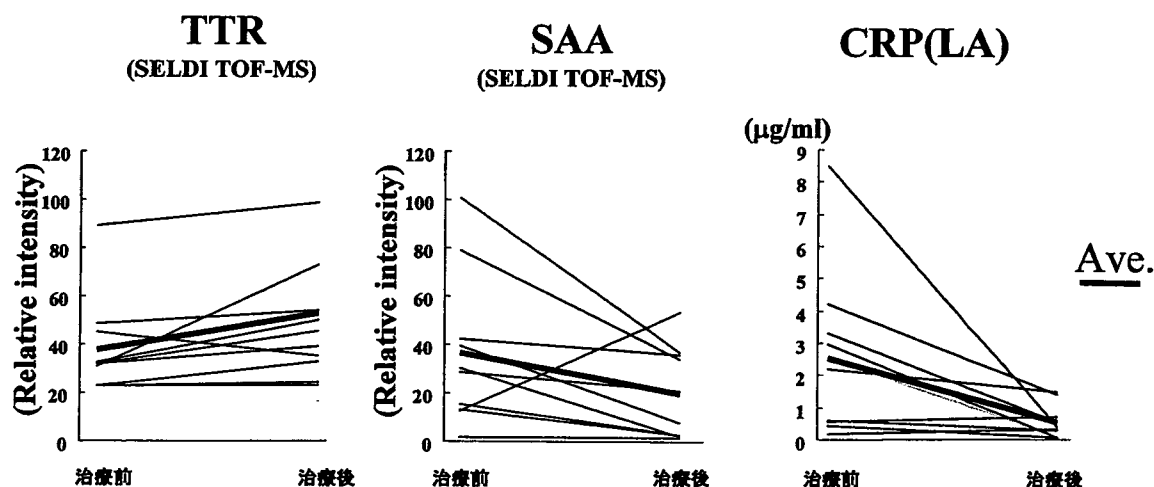 TTR
(SELDI TOF-MS)
(Relative intensity)
120
100
80
60
40
20
0
治療前
治療後
SAA
(SELDI TOF-MS)
(Relative intensity)
120
100
80
60
40
20
0
治療前
治療後
CRP(LA)
(μg/ml)
9
8
7
6
5
4
3
2
1
0
治療前
治療後
Ave.